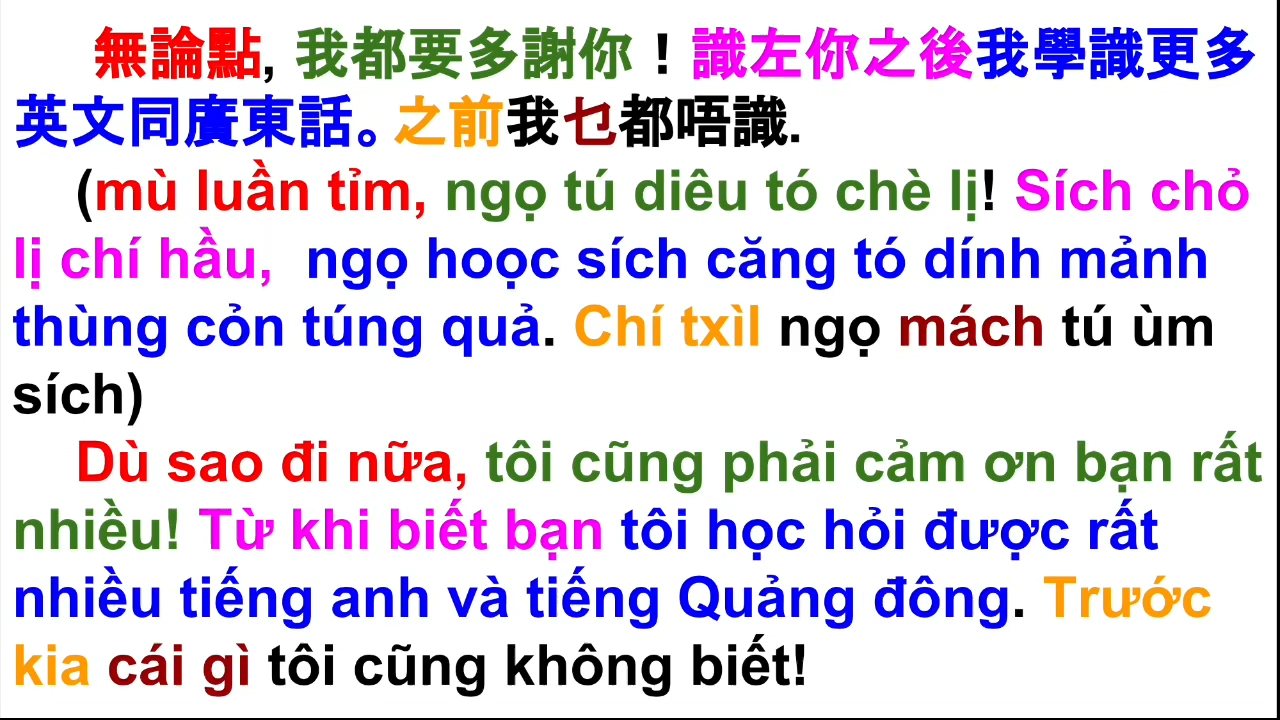 無論點, 我都要多謝你！識左你之後我學識更多
英文同廣東話。之前我乜都唔識.
(mù luần tỉm, ngọ tú diêu tó chè lị! Sích chỏ
lị chí hầu, ngọ hoọc sích căng tó dính mảnh
thùng cỏn túng quả. Chí txìl ngọ mách tú ùm
sích)
Dù sao đi nữa, tôi cũng phải cảm ơn bạn rất
nhiều! Từ khi biết bạn tôi học hỏi được rất
nhiều tiếng anh và tiếng Quảng đông. Trước
kia cái gì tôi cũng không biết!